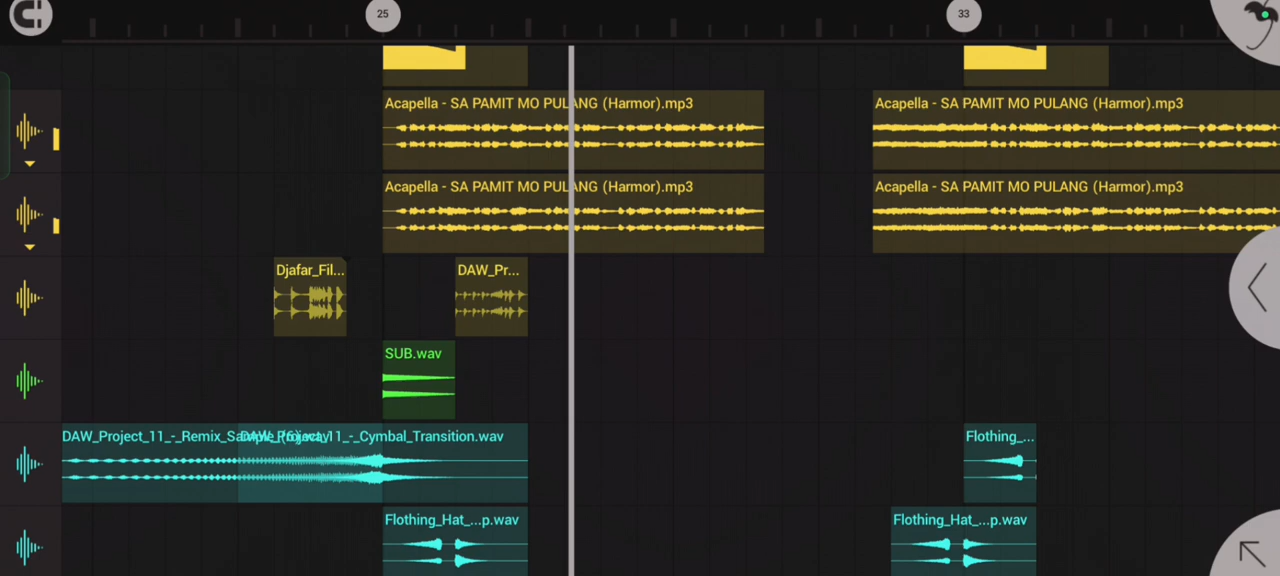 25
33
Acapella - SA PAMIT MO PULANG (Harmor).mp3
Acapella - SA PAMIT MO PULANG (Harmor).mp3
Acapella - SA PAMIT MO PULANG (Harmor).mp3
Acapella - SA PAMIT MO PULANG (Harmor).mp3
Djafar_Fil...
DAW_Pr...
SUB.wav
DAW_Project_11_-_Remix_
_11_-_Cymbal_Transition.wav
Flothing_...
Flothing_Hat_...p.wav
Flothing_Hat_...p.wav